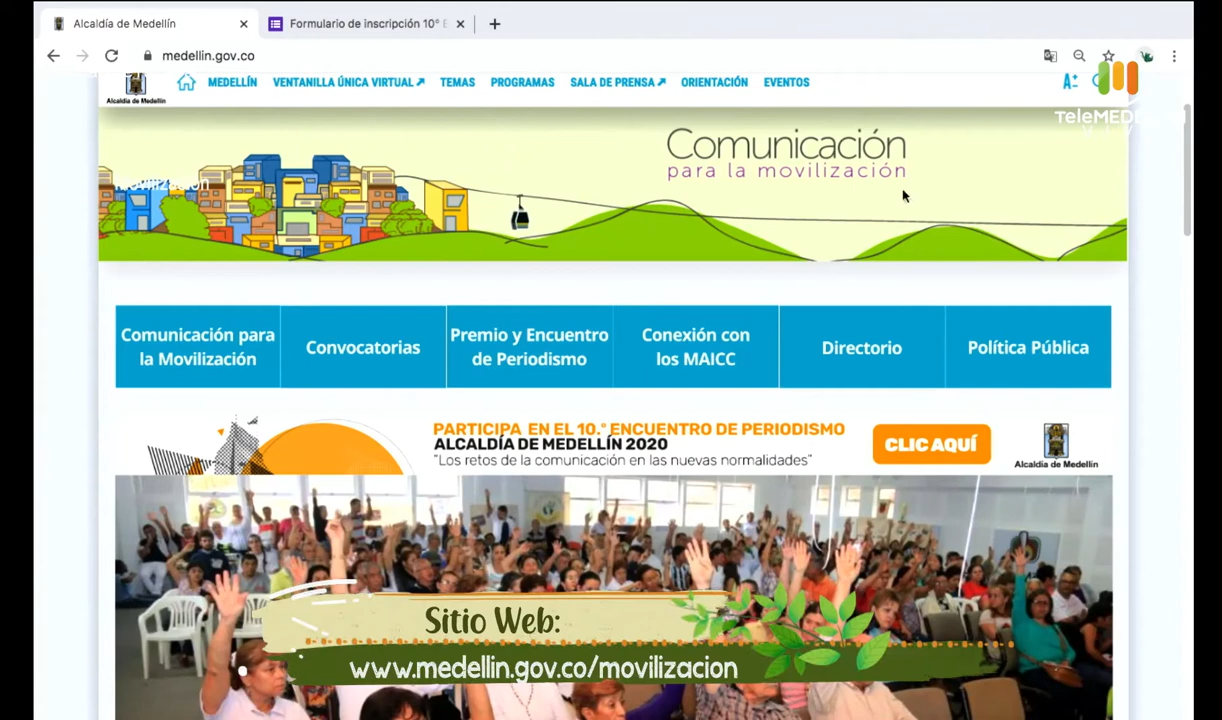 Alcaldía de Medellín
Formulario de inscripción 10° E
medellin.gov.co
Alcaldía de Medellín
MEDELLÍN
VENTANILLA ÚNICA VIRTUAL
TEMAS
PROGRAMAS
SALA DE PRENSA
ORIENTACIÓN
EVENTOS
A
TeleMEDELLÍN
Comunicación
para la movilización
movilización
Comunicación para
la Movilización
Convocatorias
Premio y Encuentro
de Periodismo
Conexión con
los MAICC
Directorio
Política Pública
PARTICIPA EN EL 10.° ENCUENTRO DE PERIODISMO
ALCALDÍA DE MEDELLÍN 2020
“Los retos de la comunicación en las nuevas normalidades”
CLIC AQUÍ
Alcaldía de Medellín
Sitio Web:
www.medellin.gov.co/movilizacion